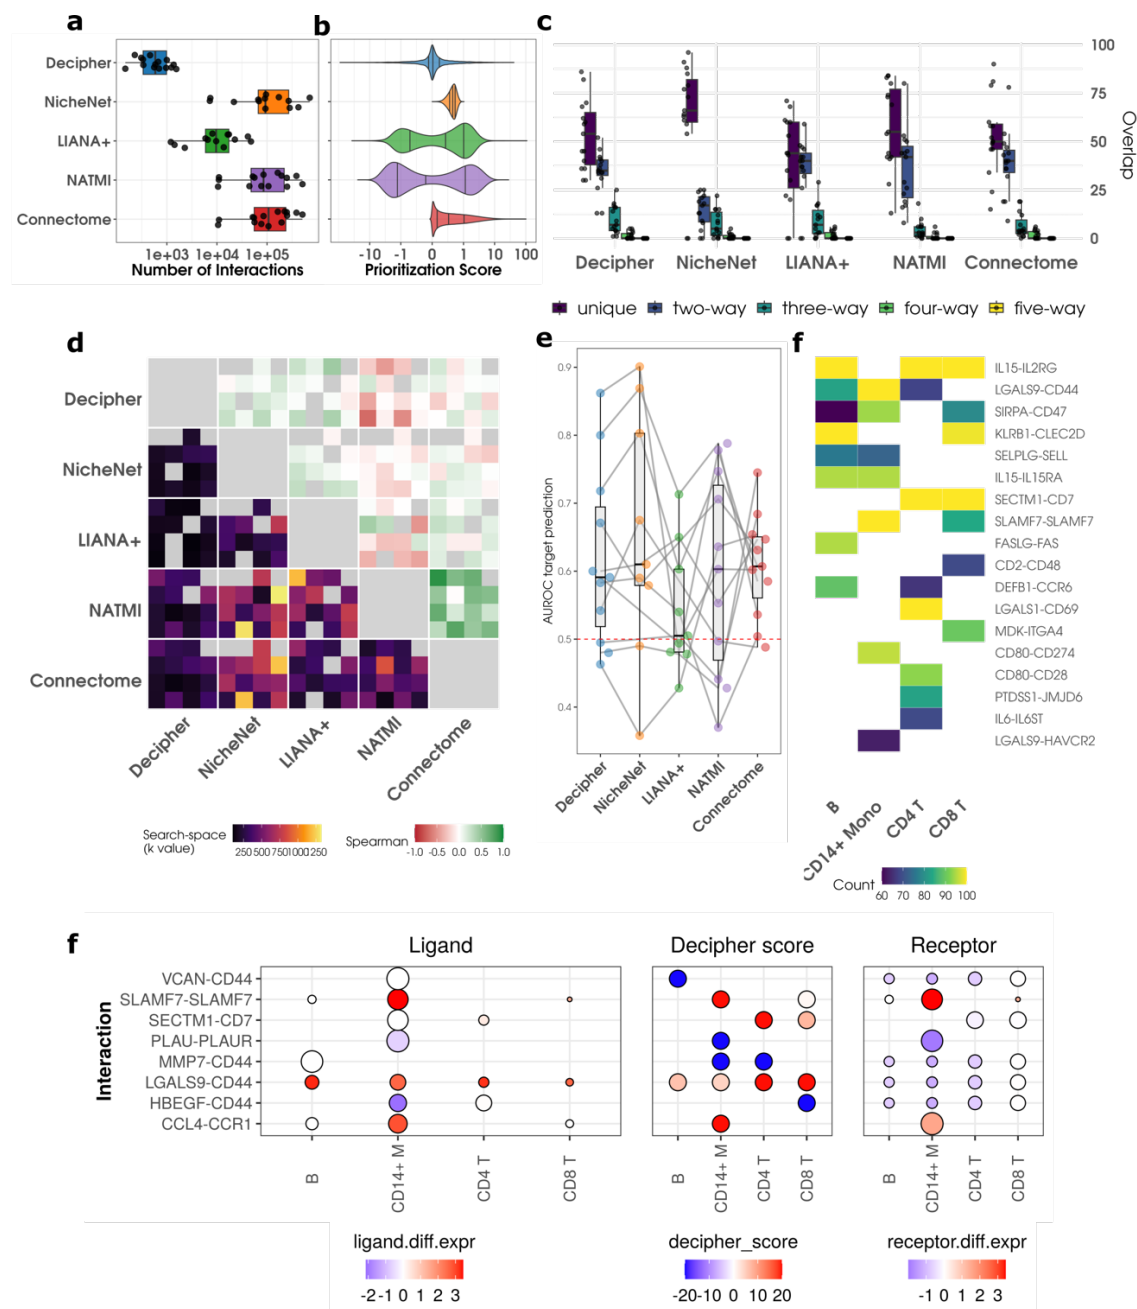 a
b
c
Decipher
NicheNet
LIANA+
NATMI
Connectome
1e+03 1e+04 1e+05
Number of Interactions
-10 -1 0 1 10 100
Prioritization Score
100
75
50
25
0
Overlap
Decipher NicheNet LIANA+ NATMI Connectome
unique two-way three-way four-way five-way
d
Decipher
NicheNet
LIANA+
NATMI
Connectome
Decipher
NicheNet
LIANA+
NATMI
Connectome
Search-space
(k value)
250 500 750 1000 1250
Spearman
-1.0 -0.5 0.0 0.5 1.0
e
AUROC target prediction
0.9
0.8
0.7
0.6
0.5
0.4
Decipher
NicheNet
LIANA+
NATMI
Connectome
f
IL15-IL2RG
LGALS9-CD44
SIRPA-CD47
KLRB1-CLEC2D
SELPLG-SELL
IL15-IL15RA
SECTM1-CD7
SLAMF7-SLAMF7
FASLG-FAS
CD2-CD48
DEFB1-CCR6
LGALS1-CD69
MDK-ITGA4
CD80-CD274
CD80-CD28
PTDSS1-JMJD6
IL6-IL6ST
LGALS9-HAVCR2
B
CD14+ Mono
CD4 T
CD8 T
Count
60 70 80 90 100
f
Ligand
Decipher score
Receptor
Interaction
VCAN-CD44
SLAMF7-SLAMF7
SECTM1-CD7
PLAU-PLAUR
MMP7-CD44
LGALS9-CD44
HBEGF-CD44
CCL4-CCR1
B
CD14+ M
CD4 T
CD8 T
B
CD14+ M
CD4 T
CD8 T
B
CD14+ M
CD4 T
CD8 T
ligand.diff.expr
-2 -1 0 1 2 3
decipher_score
-20 -10 0 10 20
receptor.diff.expr
-1 0 1 2 3